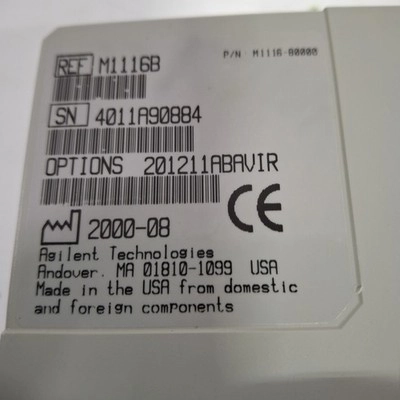 REF M1116B
P/N M1116-80000
SN 4011A90884
OPTIONS 201211ABAVIR
2000-08
CE
Agilent Technologies
Andover, MA 01810-1099 USA
Made in the USA from domestic
and foreign components